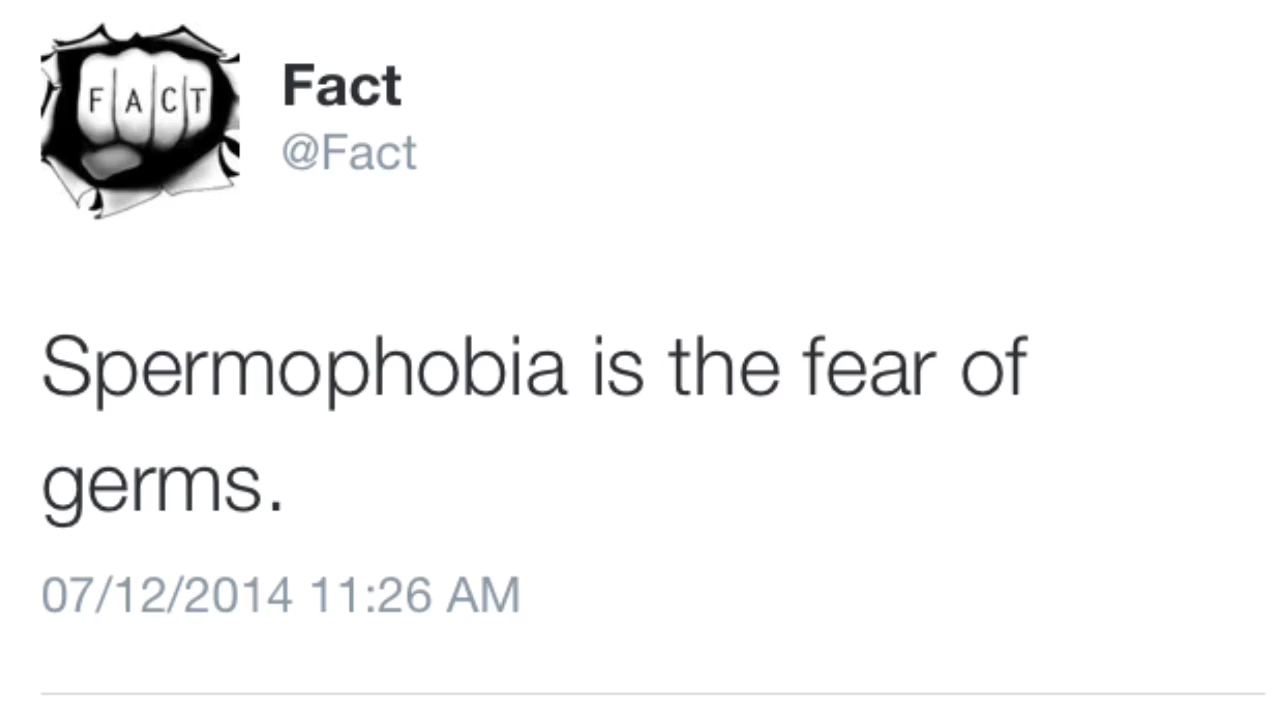 FACT
Fact
@Fact
Spermophobia is the fear of
germs.
07/12/2014 11:26 AM